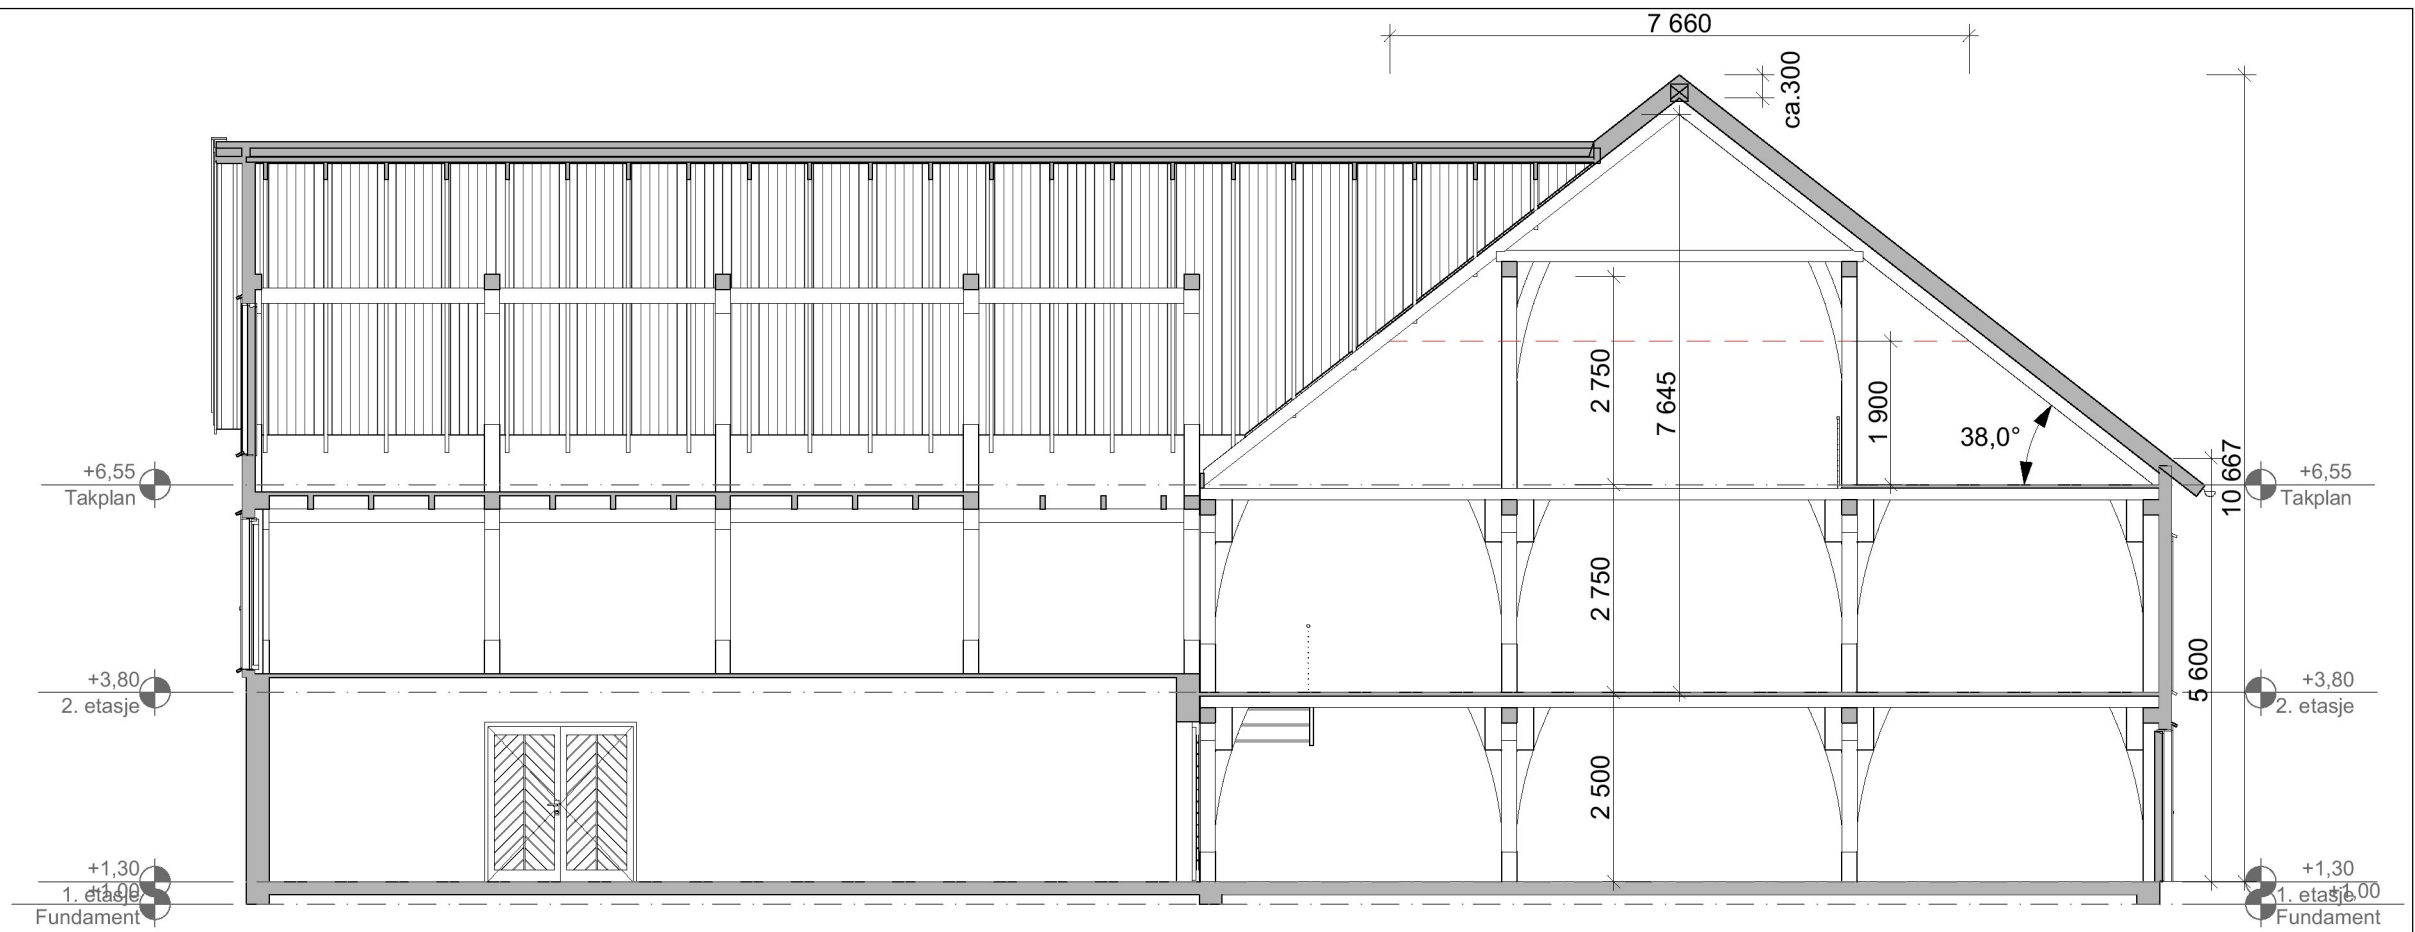 7 660
ca.300
2 750
7 645
1 900
38,0°
10 667
+6,55
Takplan
+6,55
Takplan
2 750
5 600
+3,80
2. etasje
+3,80
2. etasje
2 500
+1,30
1. etasje
+1,00
Fundament
+1,30
1. etasje
+1,00
Fundament